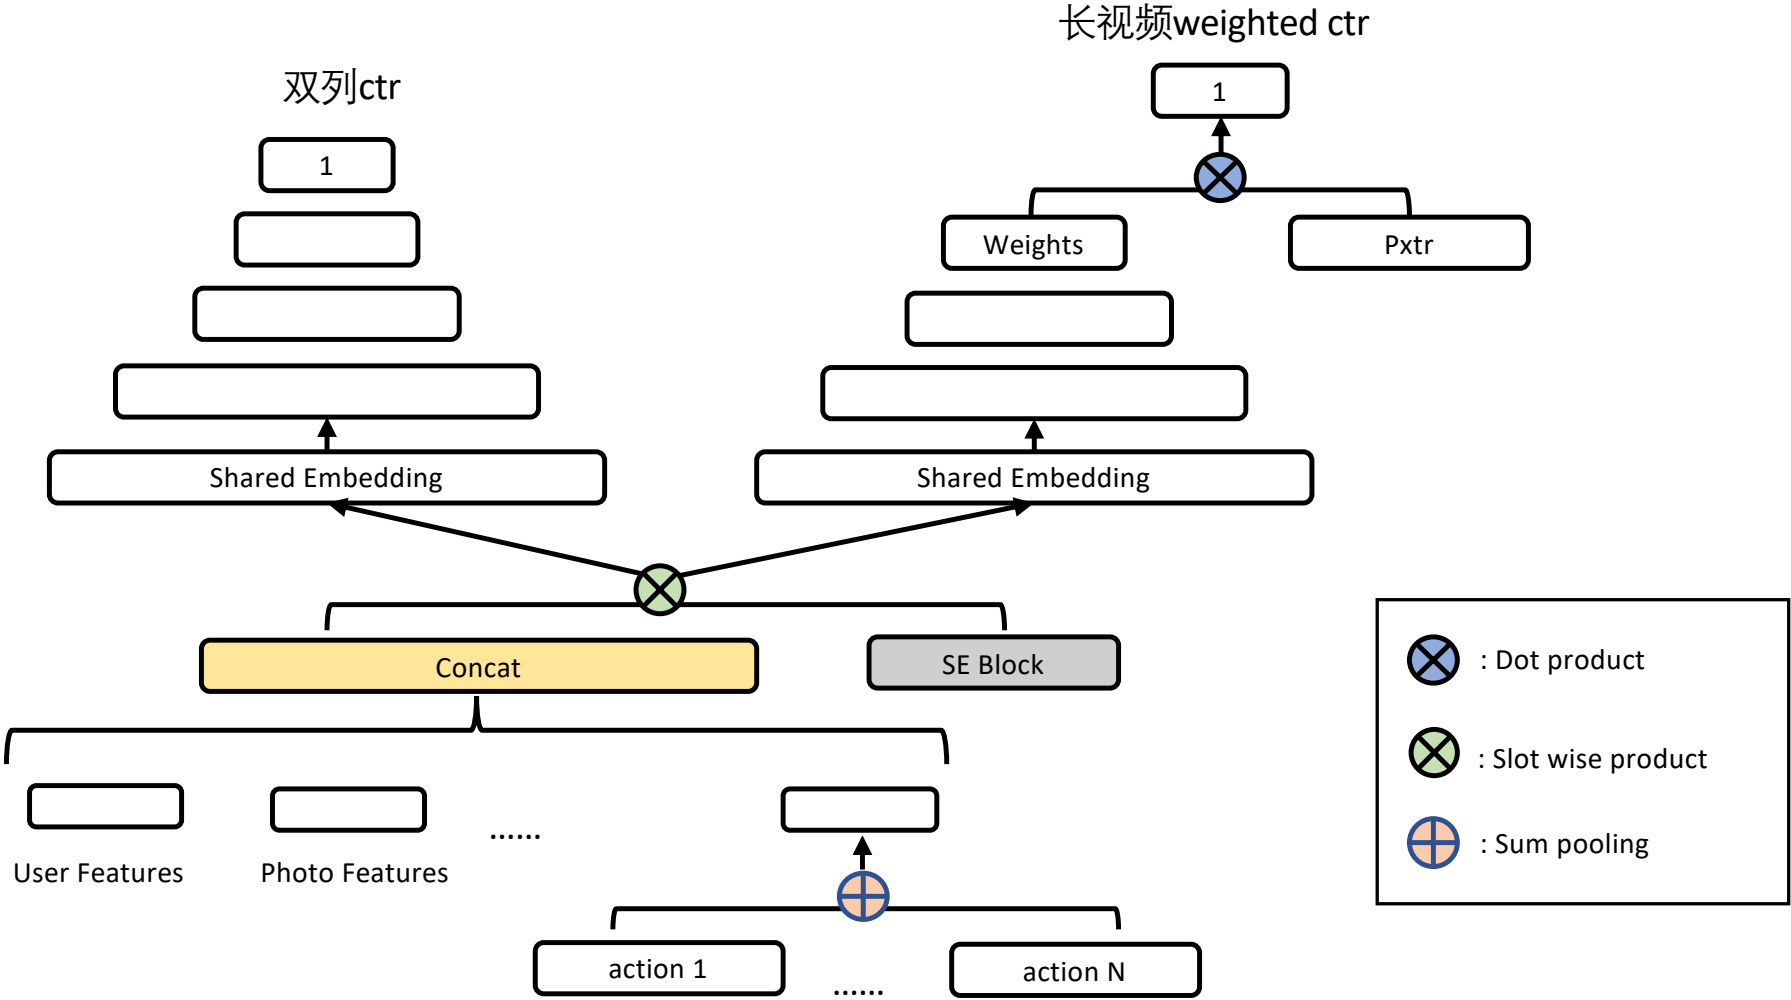 长视频weighted ctr
双列ctr
1
1
Weights
Pxtr
Shared Embedding
Shared Embedding
Concat
SE Block
: Dot product
: Slot wise product
: Sum pooling
......
User Features
Photo Features
action 1
......
action N